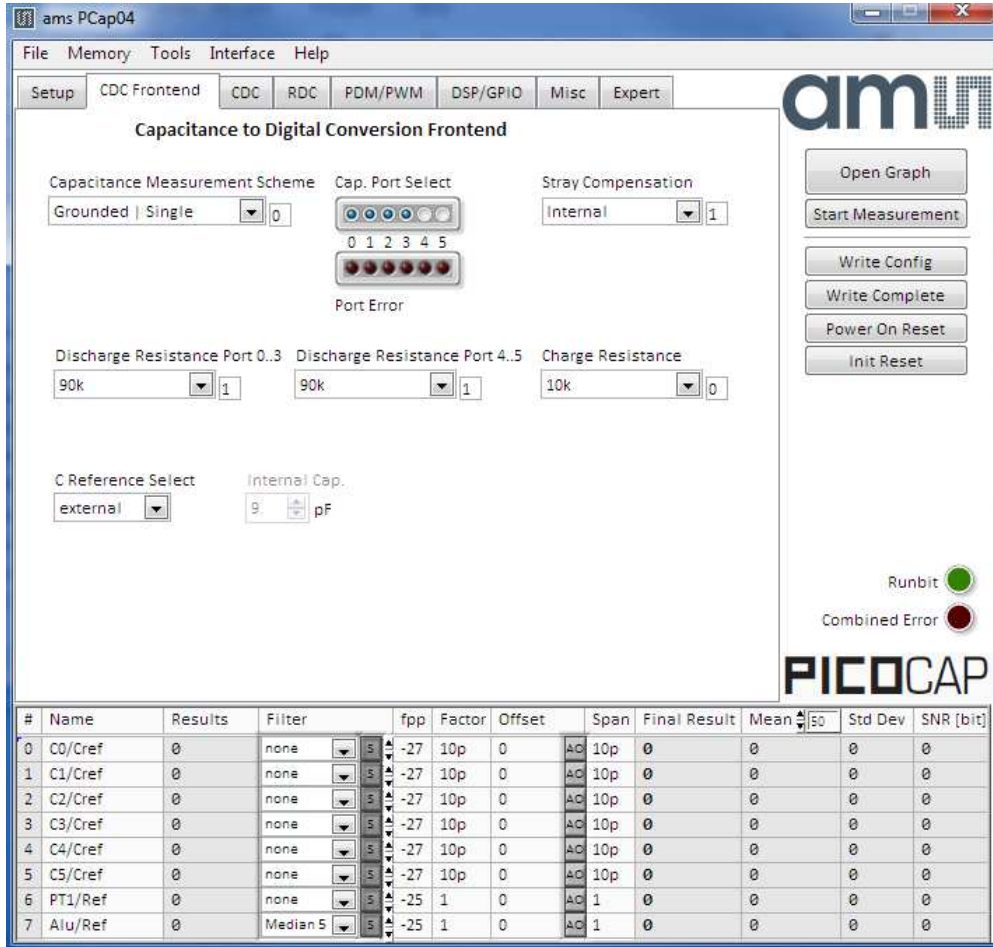 ams PCap04
File Memory Tools Interface Help
Setup CDC Frontend CDC RDC PDM/PWM DSP/GPIO Misc Expert
amun
Capacitance to Digital Conversion Frontend
Capacitance Measurement Scheme Cap. Port Select Stray Compensation
Grounded | Single 0 Internal 1
0 1 2 3 4 5
Port Error
Discharge Resistance Port 0..3 Discharge Resistance Port 4..5 Charge Resistance
90k 1 90k 1 10k 0
C Reference Select Internal Cap.
external 9 pF
Open Graph
Start Measurement
Write Config
Write Complete
Power On Reset
Init Reset
Runbit
Combined Error
PICOCAP
# Name Results Filter fpp Factor Offset Span Final Result Mean 50 Std Dev SNR [bit]
0 C0/Cref 0 none S -27 10p 0 AO 10p 0 0 0 0
1 C1/Cref 0 none S -27 10p 0 AO 10p 0 0 0 0
2 C2/Cref 0 none S -27 10p 0 AO 10p 0 0 0 0
3 C3/Cref 0 none S -27 10p 0 AO 10p 0 0 0 0
4 C4/Cref 0 none S -27 10p 0 AO 10p 0 0 0 0
5 C5/Cref 0 none S -27 10p 0 AO 10p 0 0 0 0
6 PT1/Ref 0 none S -25 1 0 AO 1 0 0 0 0
7 Alu/Ref 0 Median 5 S -25 1 0 AO 1 0 0 0 0